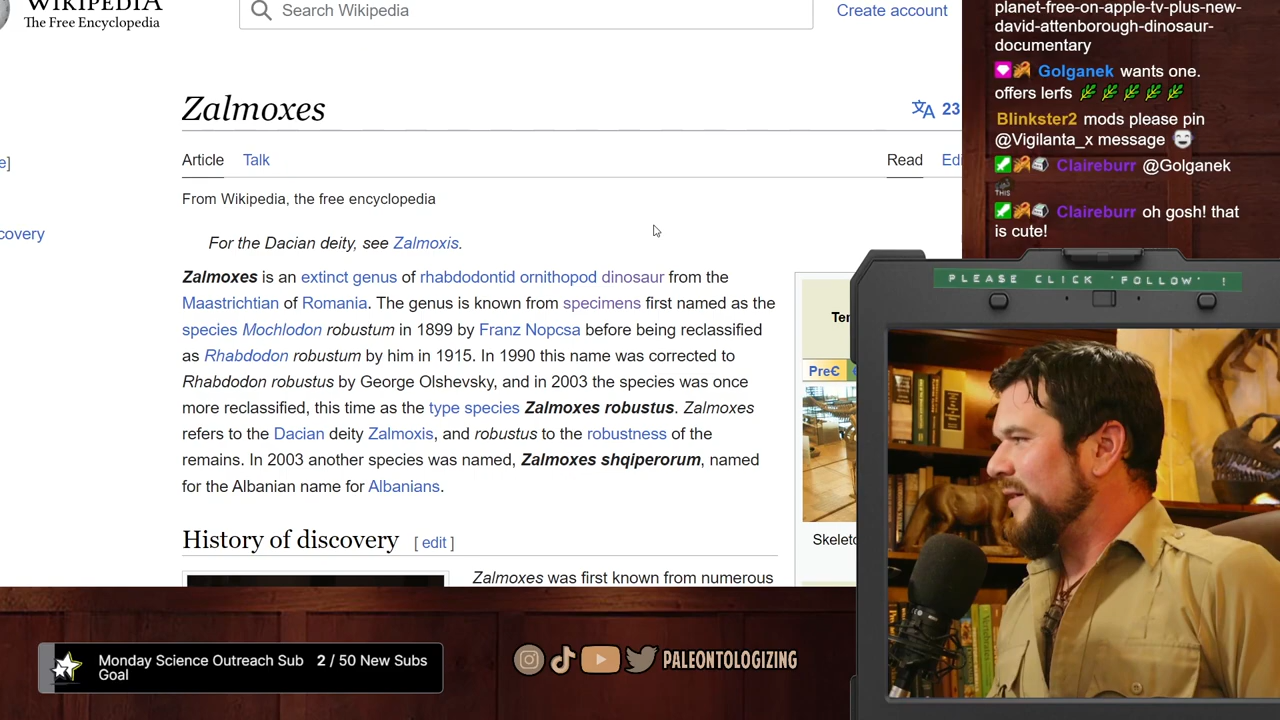 WIKIPEDIA
The Free Encyclopedia
Search Wikipedia
Create account
e]
covery
Zalmoxes
23
Article Talk
Read Edi
From Wikipedia, the free encyclopedia
For the Dacian deity, see Zalmoxis.
Zalmoxes is an extinct genus of rhabdodontid ornithopod dinosaur from the
Maastrichtian of Romania. The genus is known from specimens first named as the
species Mochlodon robustum in 1899 by Franz Nopcsa before being reclassified
as Rhabdodon robustum by him in 1915. In 1990 this name was corrected to
Rhabdodon robustus by George Olshevsky, and in 2003 the species was once
more reclassified, this time as the type species Zalmoxes robustus. Zalmoxes
refers to the Dacian deity Zalmoxis, and robustus to the robustness of the
remains. In 2003 another species was named, Zalmoxes shqiperorum, named
for the Albanian name for Albanians.
Ter
PreЄ
Skelet
History of discovery [ edit ]
Zalmoxes was first known from numerous
planet-free-on-apple-tv-plus-new-
david-attenborough-dinosaur-
documentary
Golganek wants one.
offers lerfs
Blinkster2 mods please pin
@Vigilanta_x message
Claireburr @Golganek
THIS
Claireburr oh gosh! that
is cute!
PLEASE CLICK 'FOLLOW' !
Monday Science Outreach Sub 2 / 50 New Subs
Goal
PALEONTOLOGIZING